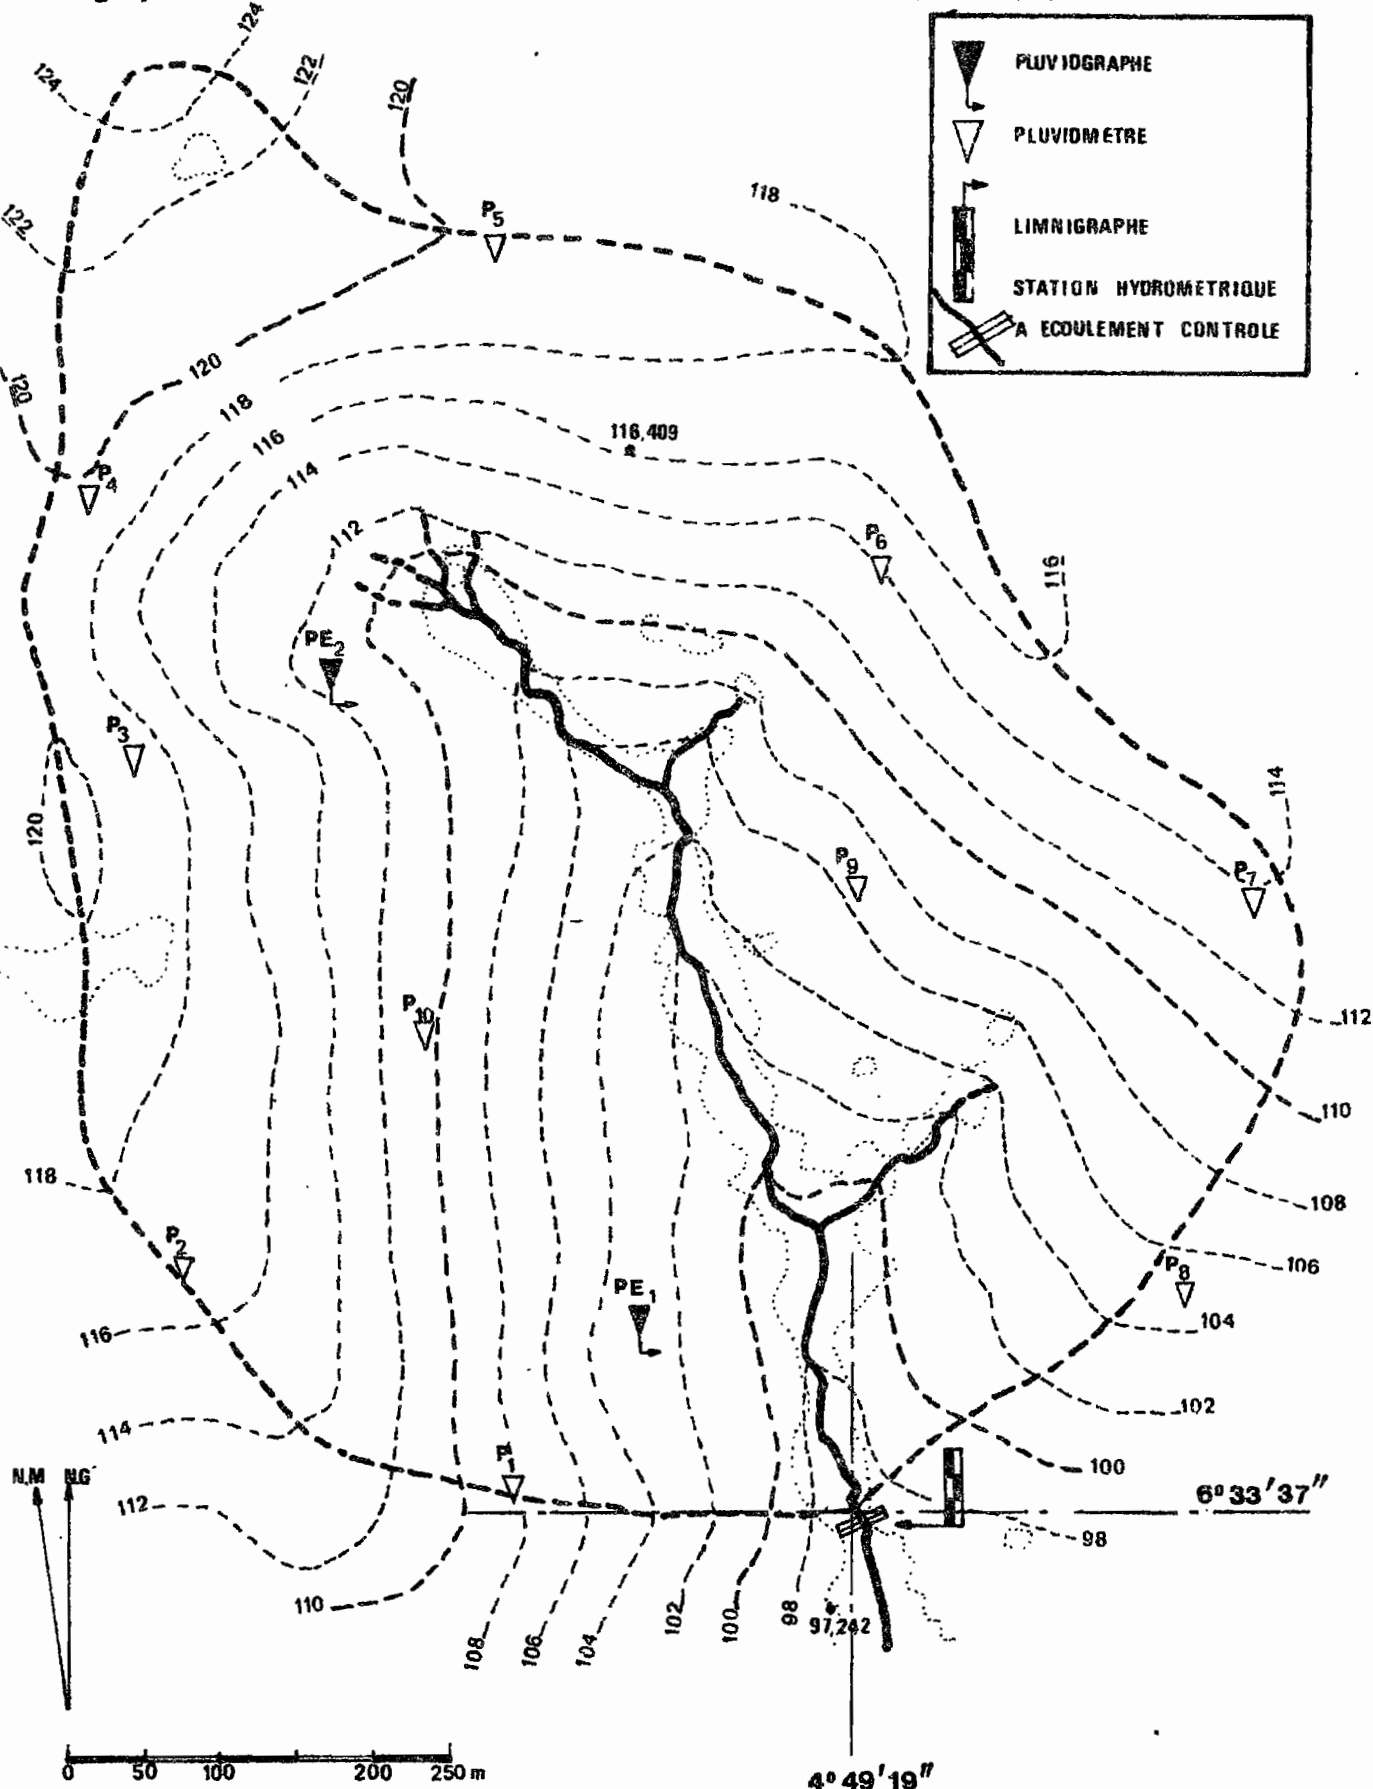 124
PLUVIOGRAPHE
PLUVIOMETRE
LIMNIGRAPHE
STATION HYDROMETRIQUE
A ECOULEMENT CONTROLE
124
122
120
118
122
P5
120
120
118
116
114
112
P4
116,409
P6
116
PE2
P3
120
114
P7
P9
P10
112
110
108
106
118
P2
P8
PE1
104
116
102
114
P1
100
N.M N.G
112
6° 33' 37"
98
110
108
106
104
102
100
98
97,242
0 50 100 200 250 m
4° 49' 19"